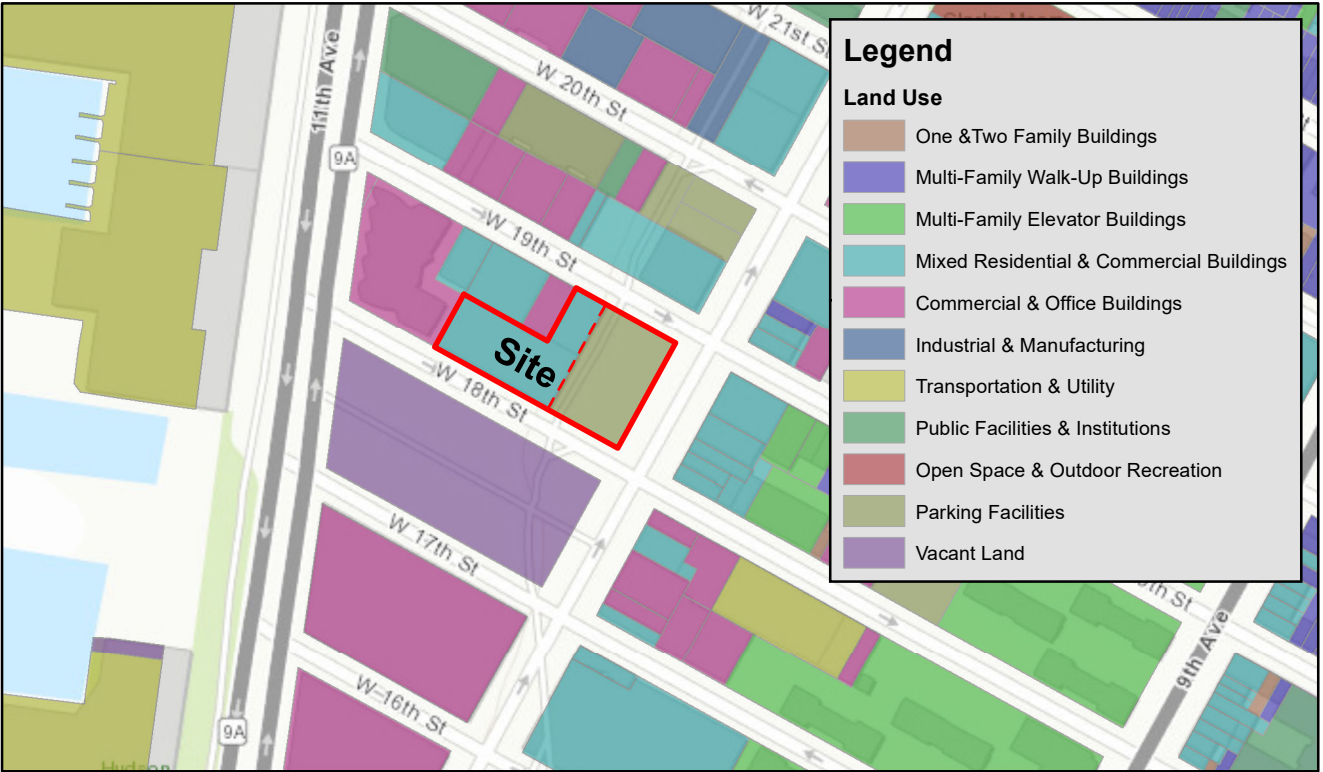 W 21st S
11th Ave
W 20th St
9A
W 19th St
Site
W 18th St
W 17th St
W 16th St
9A
9th Ave
th St
Hudson
Legend
Land Use
One &Two Family Buildings
Multi-Family Walk-Up Buildings
Multi-Family Elevator Buildings
Mixed Residential & Commercial Buildings
Commercial & Office Buildings
Industrial & Manufacturing
Transportation & Utility
Public Facilities & Institutions
Open Space & Outdoor Recreation
Parking Facilities
Vacant Land